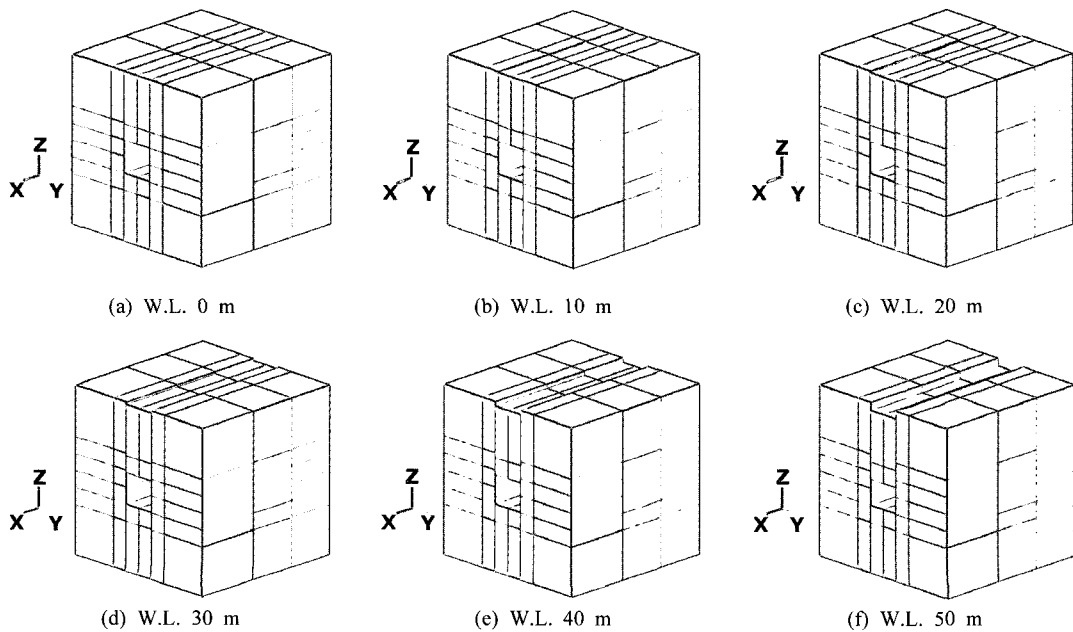 Z
X Y
Z
X Y
Z
X Y
(a) W.L. 0 m
(b) W.L. 10 m
(c) W.L. 20 m
Z
X Y
Z
X Y
Z
X Y
(d) W.L. 30 m
(e) W.L. 40 m
(f) W.L. 50 m